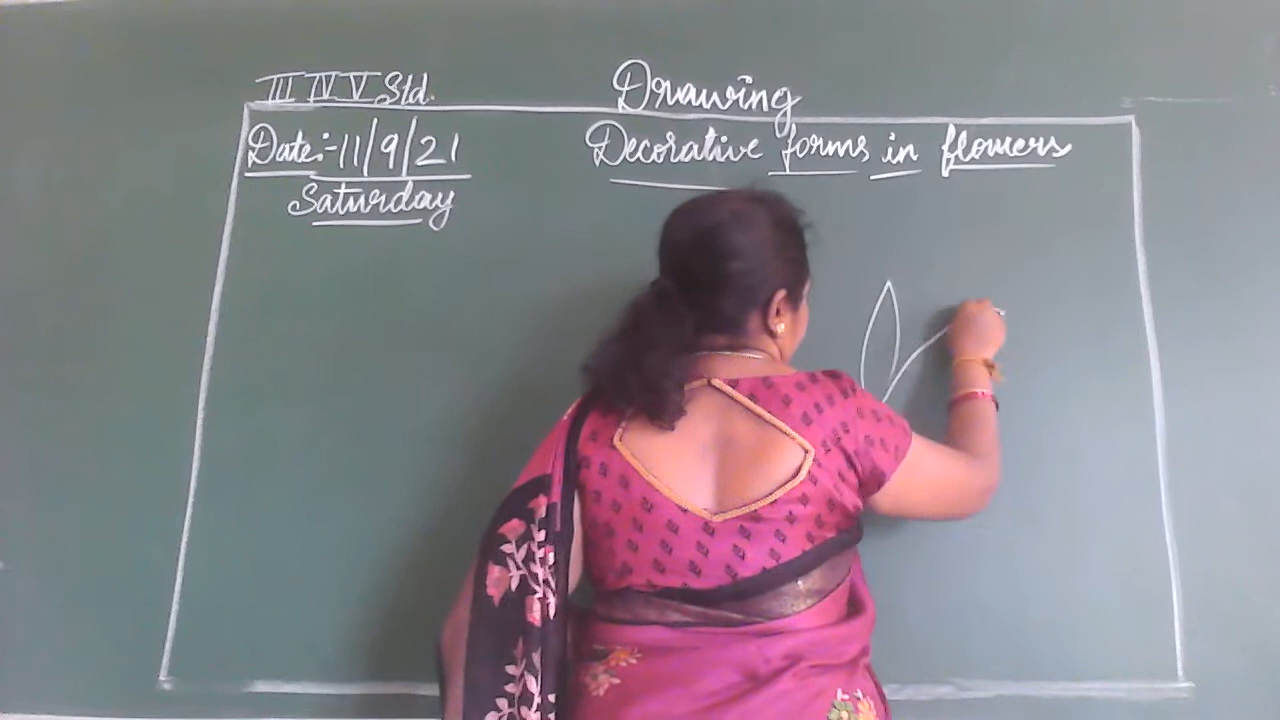 III IV V Std.
Drawing
Date:-11/9/21
Decorative forms in flowers
Saturday